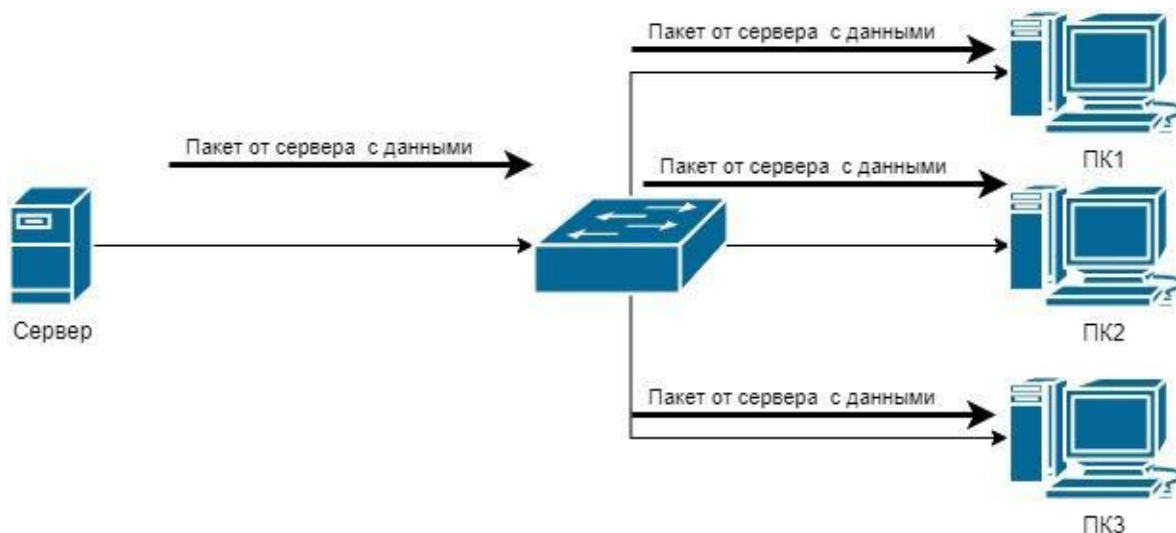 Пакет от сервера с данными
ПК1
Пакет от сервера с данными
Пакет от сервера с данными
Сервер
ПК2
Пакет от сервера с данными
ПК3